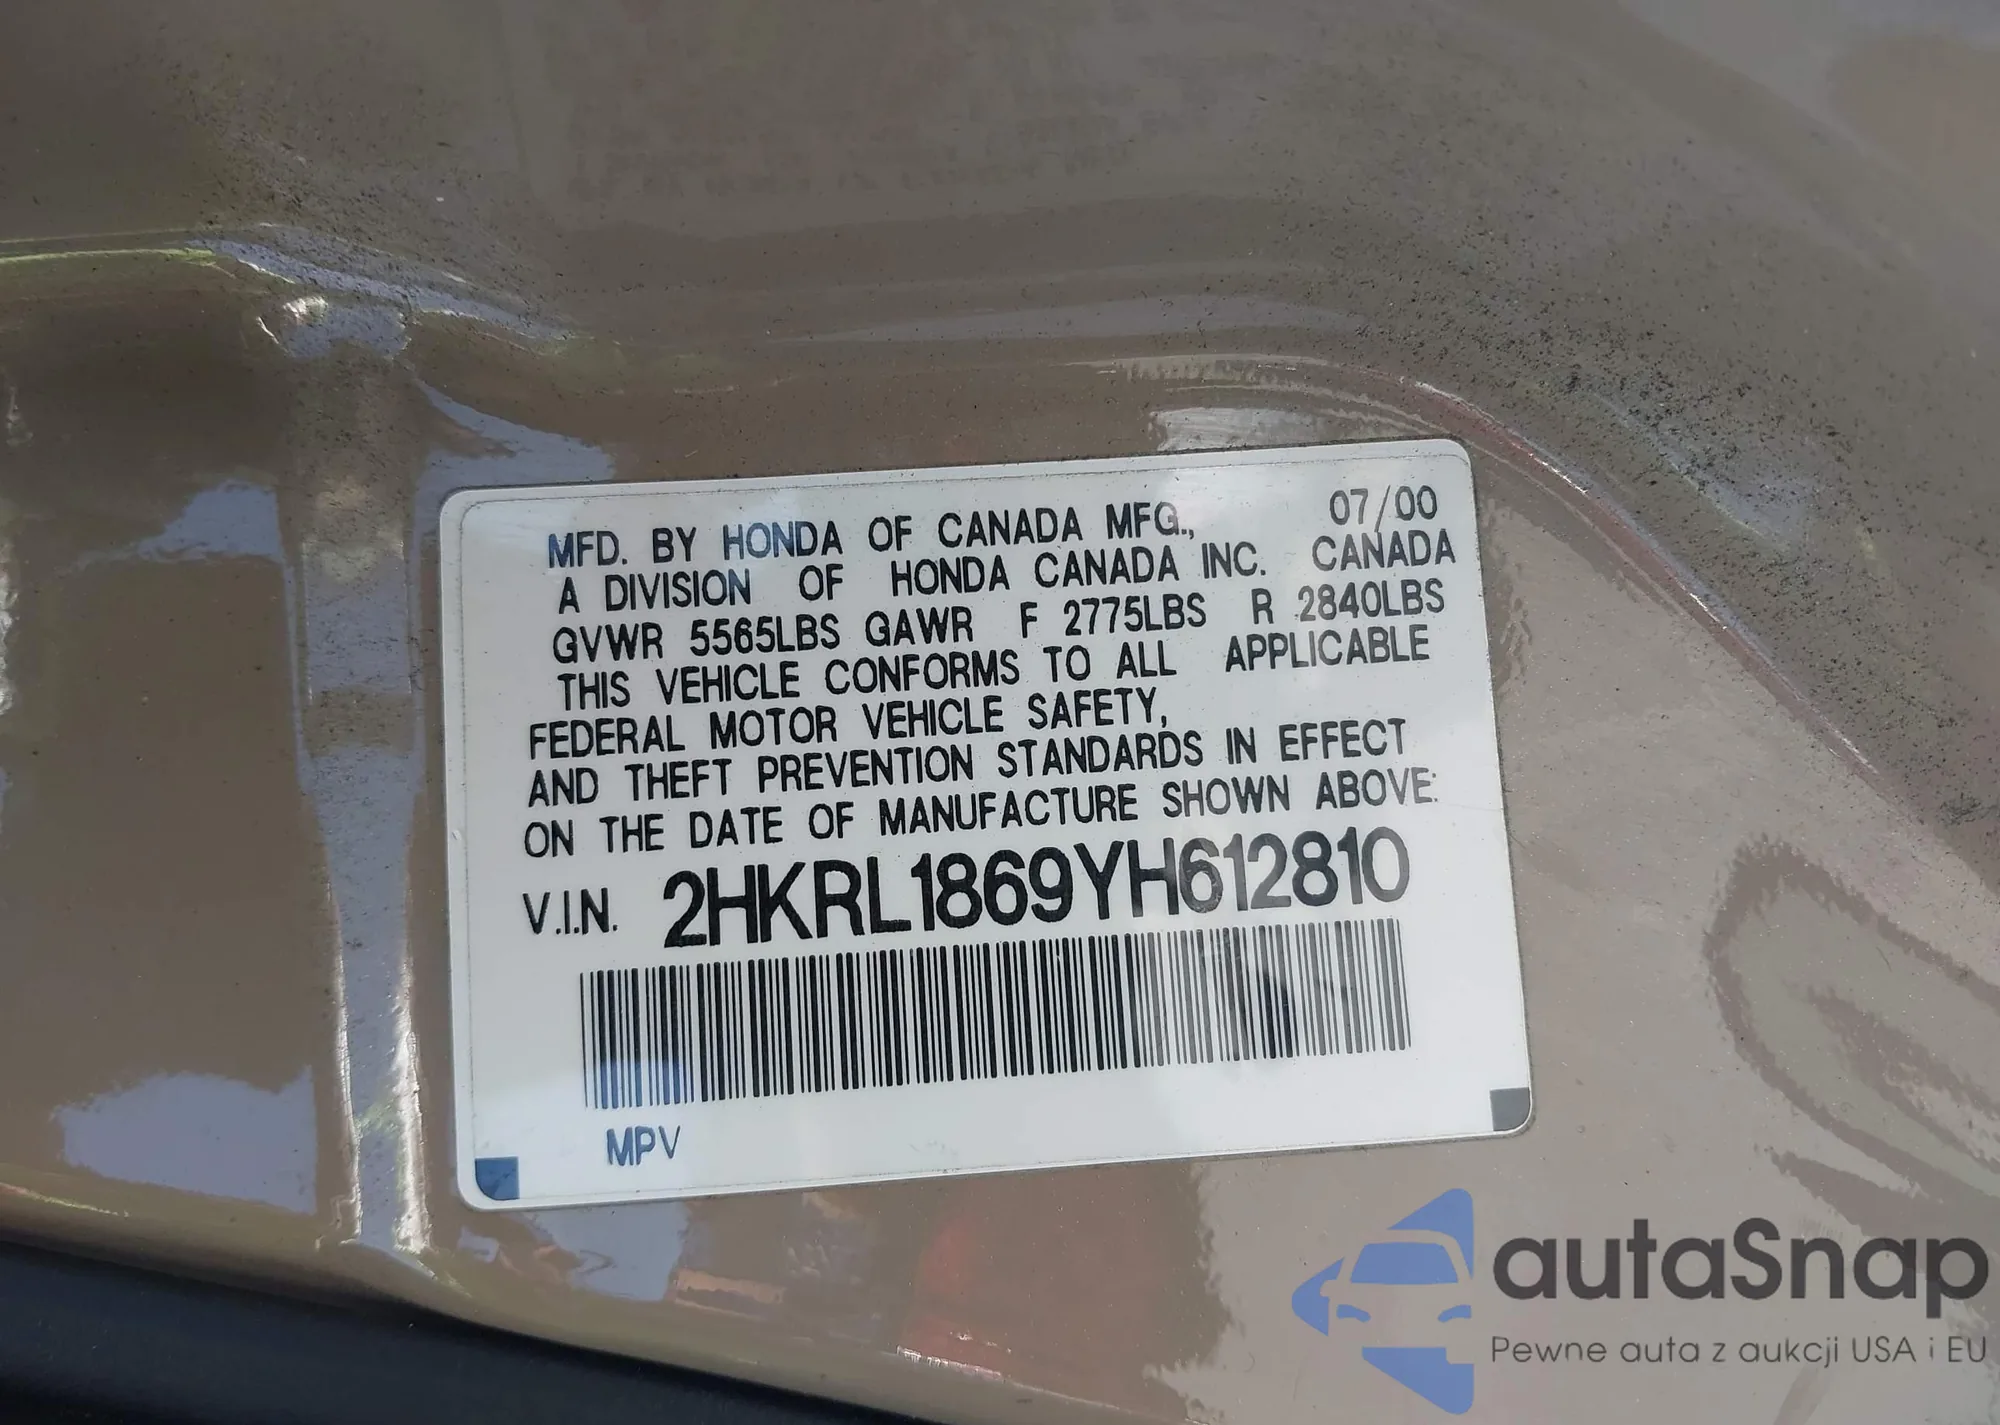 MFD. BY HONDA OF CANADA MFG., 07/00
A DIVISION OF HONDA CANADA INC. CANADA
GVWR 5565LBS GAWR F 2775LBS R 2840LBS
THIS VEHICLE CONFORMS TO ALL APPLICABLE
FEDERAL MOTOR VEHICLE SAFETY,
AND THEFT PREVENTION STANDARDS IN EFFECT
ON THE DATE OF MANUFACTURE SHOWN ABOVE:
V.I.N. 2HKRL1869YH612810
MPV
autaSnap
Pewne auta z aukcji USA i EU